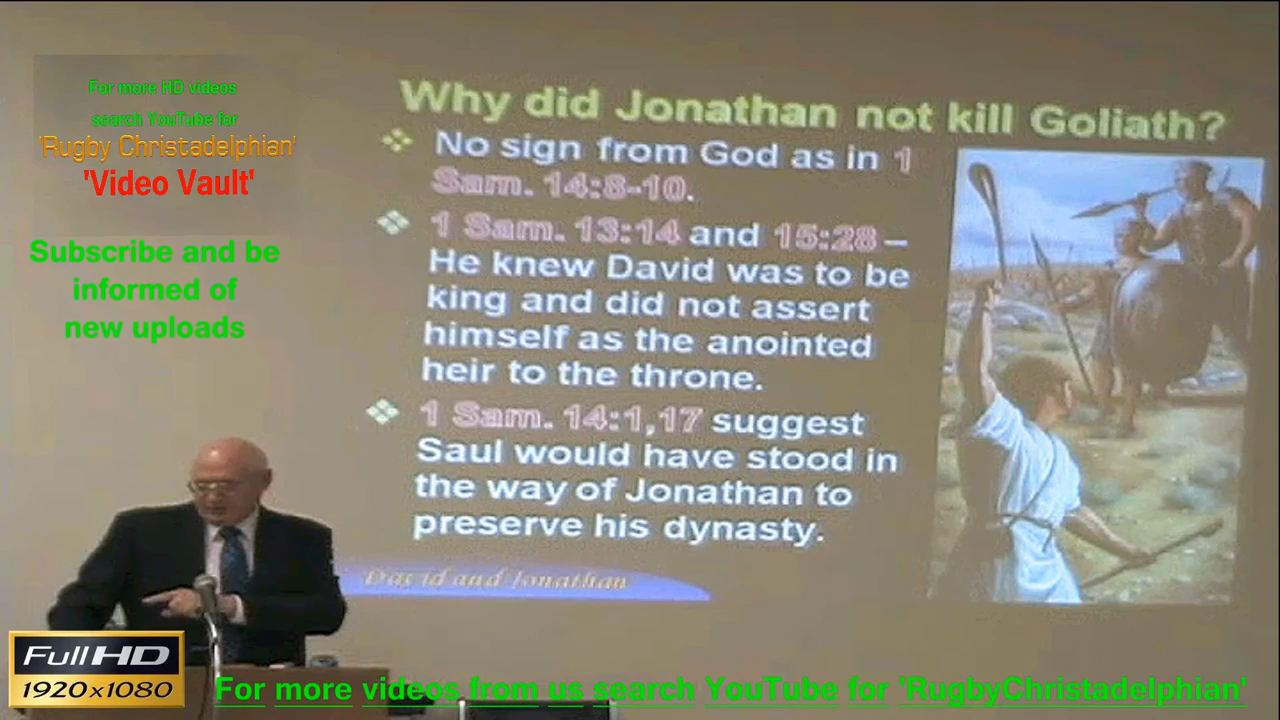 For more HD videos
search YouTube for
'Rugby Christadelphian'
'Video Vault'
Subscribe and be
informed of
new uploads
Why did Jonathan not kill Goliath?
No sign from God as in 1
Sam. 14:8-10.
1 Sam. 13:14 and 15:28 –
He knew David was to be
king and did not assert
himself as the anointed
heir to the throne.
1 Sam. 14:1,17 suggest
Saul would have stood in
the way of Jonathan to
preserve his dynasty.
David and Jonathan
Full HD
1920x1080
For more videos from us search YouTube for 'RugbyChristadelphian'